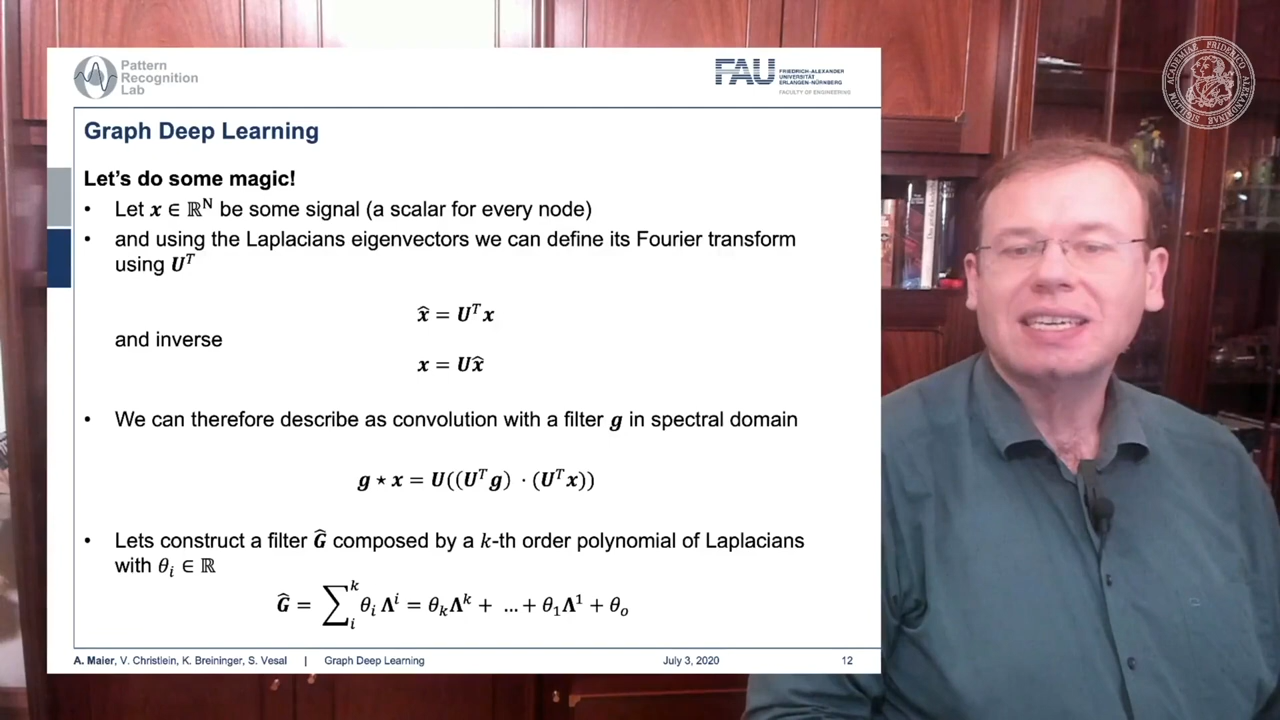 Pattern
Recognition
Lab
FAU
FRIEDRICH-ALEXANDER
UNIVERSITÄT
ERLANGEN-NÜRNBERG
FACULTY OF ENGINEERING
Graph Deep Learning
Let's do some magic!
• Let x ∈ ℝᴺ be some signal (a scalar for every node)
• and using the Laplacians eigenvectors we can define its Fourier transform
using Uᵀ
x̂ = Uᵀx
and inverse
x = Ux̂
• We can therefore describe as convolution with a filter g in spectral domain
g ⋆ x = U((Uᵀg) · (Uᵀx))
• Lets construct a filter Ĝ composed by a k-th order polynomial of Laplacians
with θᵢ ∈ ℝ
Ĝ = ∑ᵢᵏ θᵢ Λⁱ = θₖΛᵏ + … + θ₁Λ¹ + θₒ
A. Maier, V. Christlein, K. Breininger, S. Vesal | Graph Deep Learning July 3, 2020 12